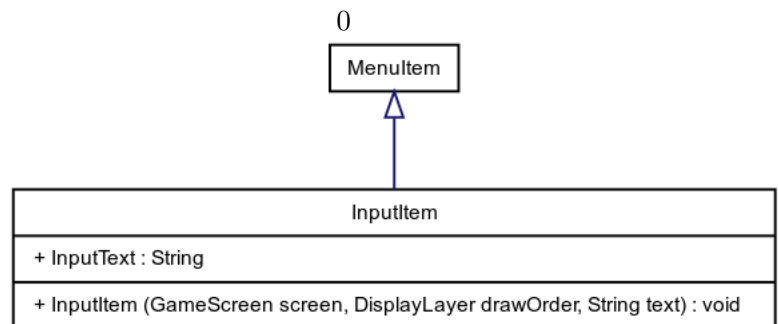 0
MenuItem
InputItem
+ InputText : String
+ InputItem (GameScreen screen, DisplayLayer drawOrder, String text) : void